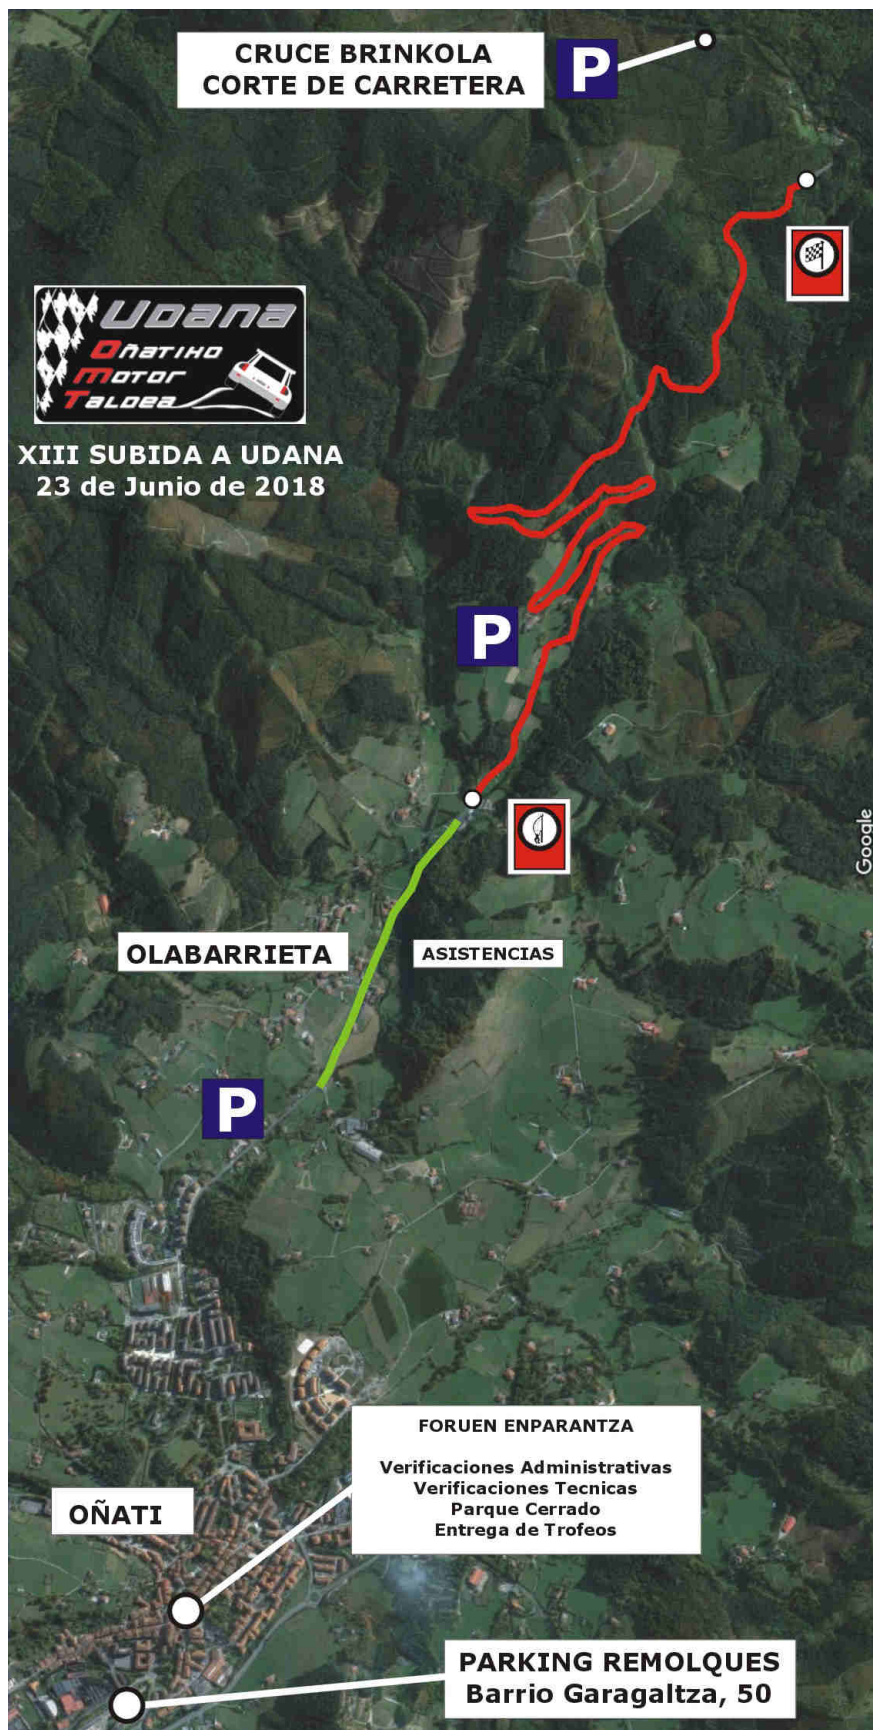 CRUCE BRINKOLA
CORTE DE CARRETERA
P
Udana
Oñatiko
Motor
Taldea
XIII SUBIDA A UDANA
23 de Junio de 2018
P
Google
OLABARRIETA
ASISTENCIAS
P
FORUEN ENPARANTZA
Verificaciones Administrativas
Verificaciones Tecnicas
Parque Cerrado
Entrega de Trofeos
OÑATI
PARKING REMOLQUES
Barrio Garagaltza, 50